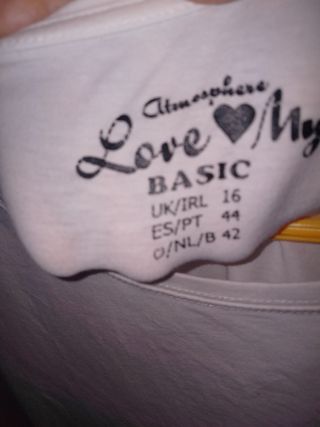 Atmosphere
Love ♥ My
BASIC
UK/IRL 16
ES/PT 44
O/NL/B 42